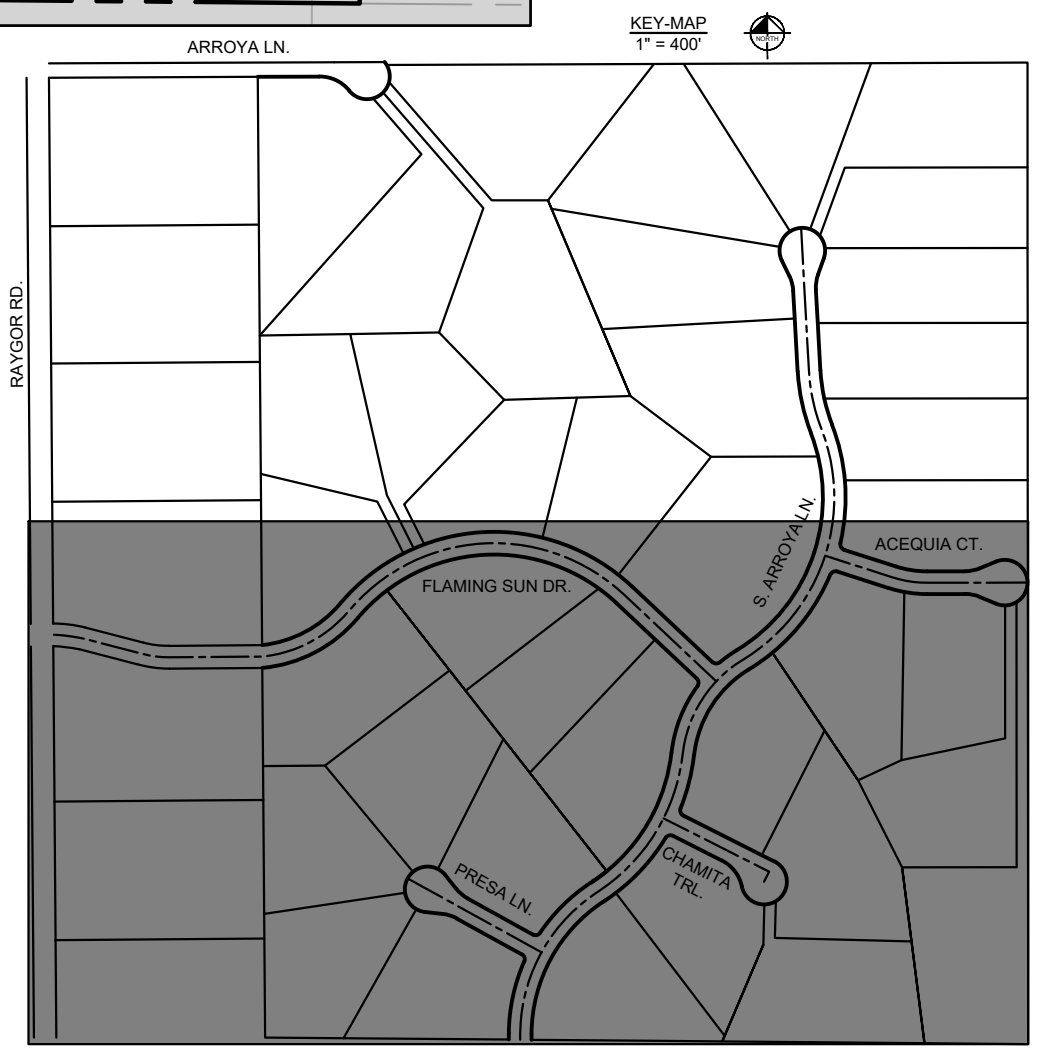 KEY-MAP
1" = 400'
NORTH
ARROYA LN.
RAYGOR RD.
S. ARROYA LN.
ACEQUIA CT.
FLAMING SUN DR.
PRESA LN.
CHAMITA
TRL.